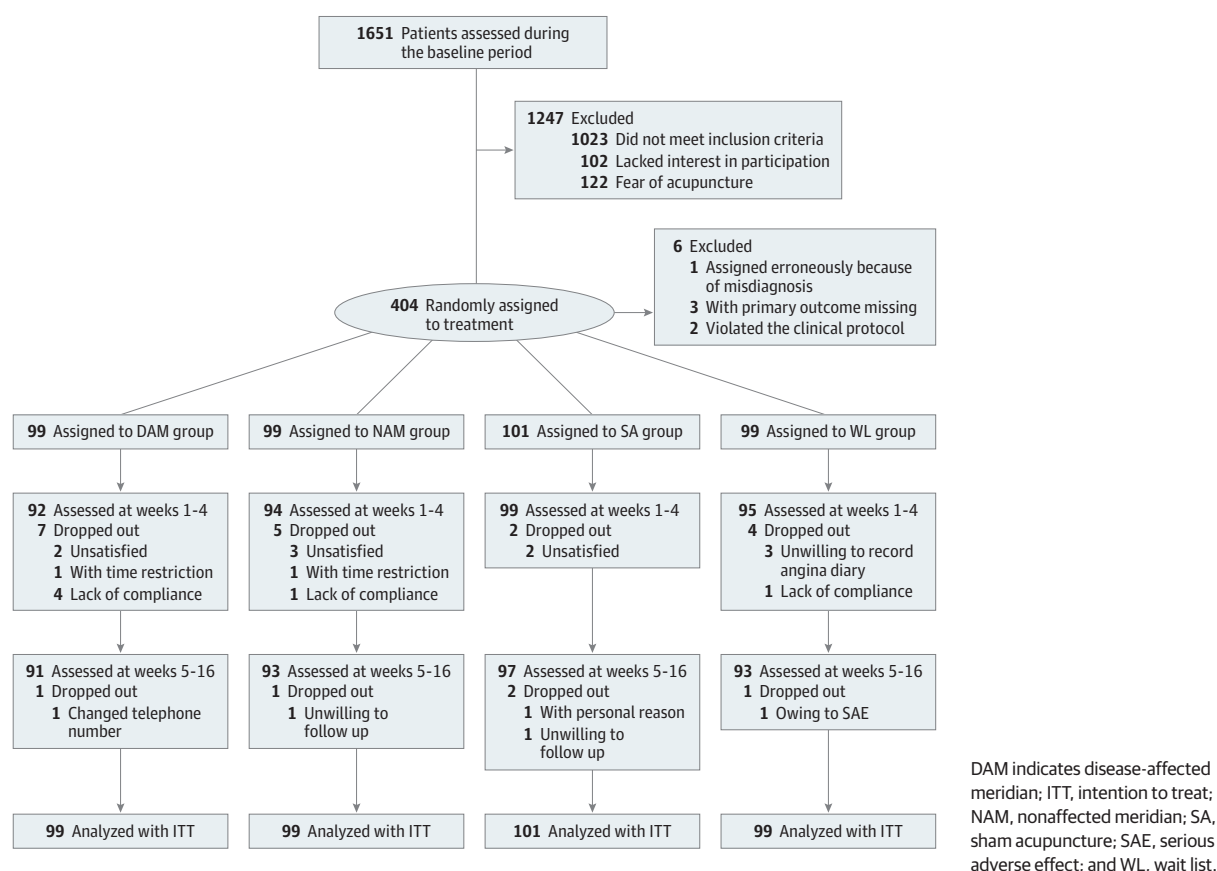 1651 Patients assessed during
the baseline period
1247 Excluded
1023 Did not meet inclusion criteria
102 Lacked interest in participation
122 Fear of acupuncture
6 Excluded
1 Assigned erroneously because
of misdiagnosis
3 With primary outcome missing
2 Violated the clinical protocol
404 Randomly assigned
to treatment
99 Assigned to DAM group
99 Assigned to NAM group
101 Assigned to SA group
99 Assigned to WL group
92 Assessed at weeks 1-4
7 Dropped out
2 Unsatisfied
1 With time restriction
4 Lack of compliance
94 Assessed at weeks 1-4
5 Dropped out
3 Unsatisfied
1 With time restriction
1 Lack of compliance
99 Assessed at weeks 1-4
2 Dropped out
2 Unsatisfied
95 Assessed at weeks 1-4
4 Dropped out
3 Unwilling to record
angina diary
1 Lack of compliance
91 Assessed at weeks 5-16
1 Dropped out
1 Changed telephone
number
93 Assessed at weeks 5-16
1 Dropped out
1 Unwilling to
follow up
97 Assessed at weeks 5-16
2 Dropped out
1 With personal reason
1 Unwilling to
follow up
93 Assessed at weeks 5-16
1 Dropped out
1 Owing to SAE
99 Analyzed with ITT
99 Analyzed with ITT
101 Analyzed with ITT
99 Analyzed with ITT
DAM indicates disease-affected
meridian; ITT, intention to treat;
NAM, nonaffected meridian; SA,
sham acupuncture; SAE, serious
adverse effect; and WL, wait list.